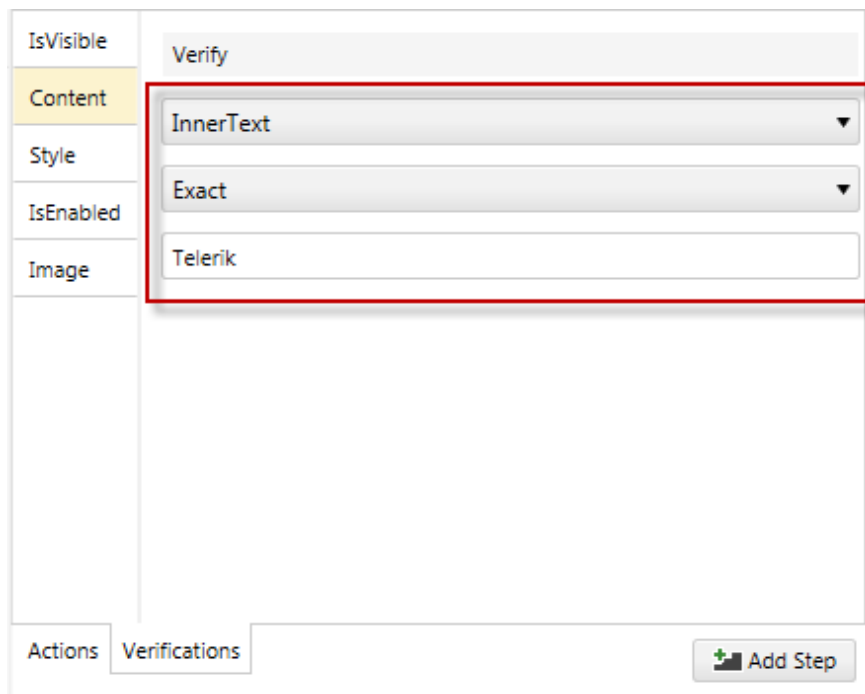 IsVisible
Content
Style
IsEnabled
Image
Verify
InnerText
Exact
Telerik
Actions
Verifications
Add Step